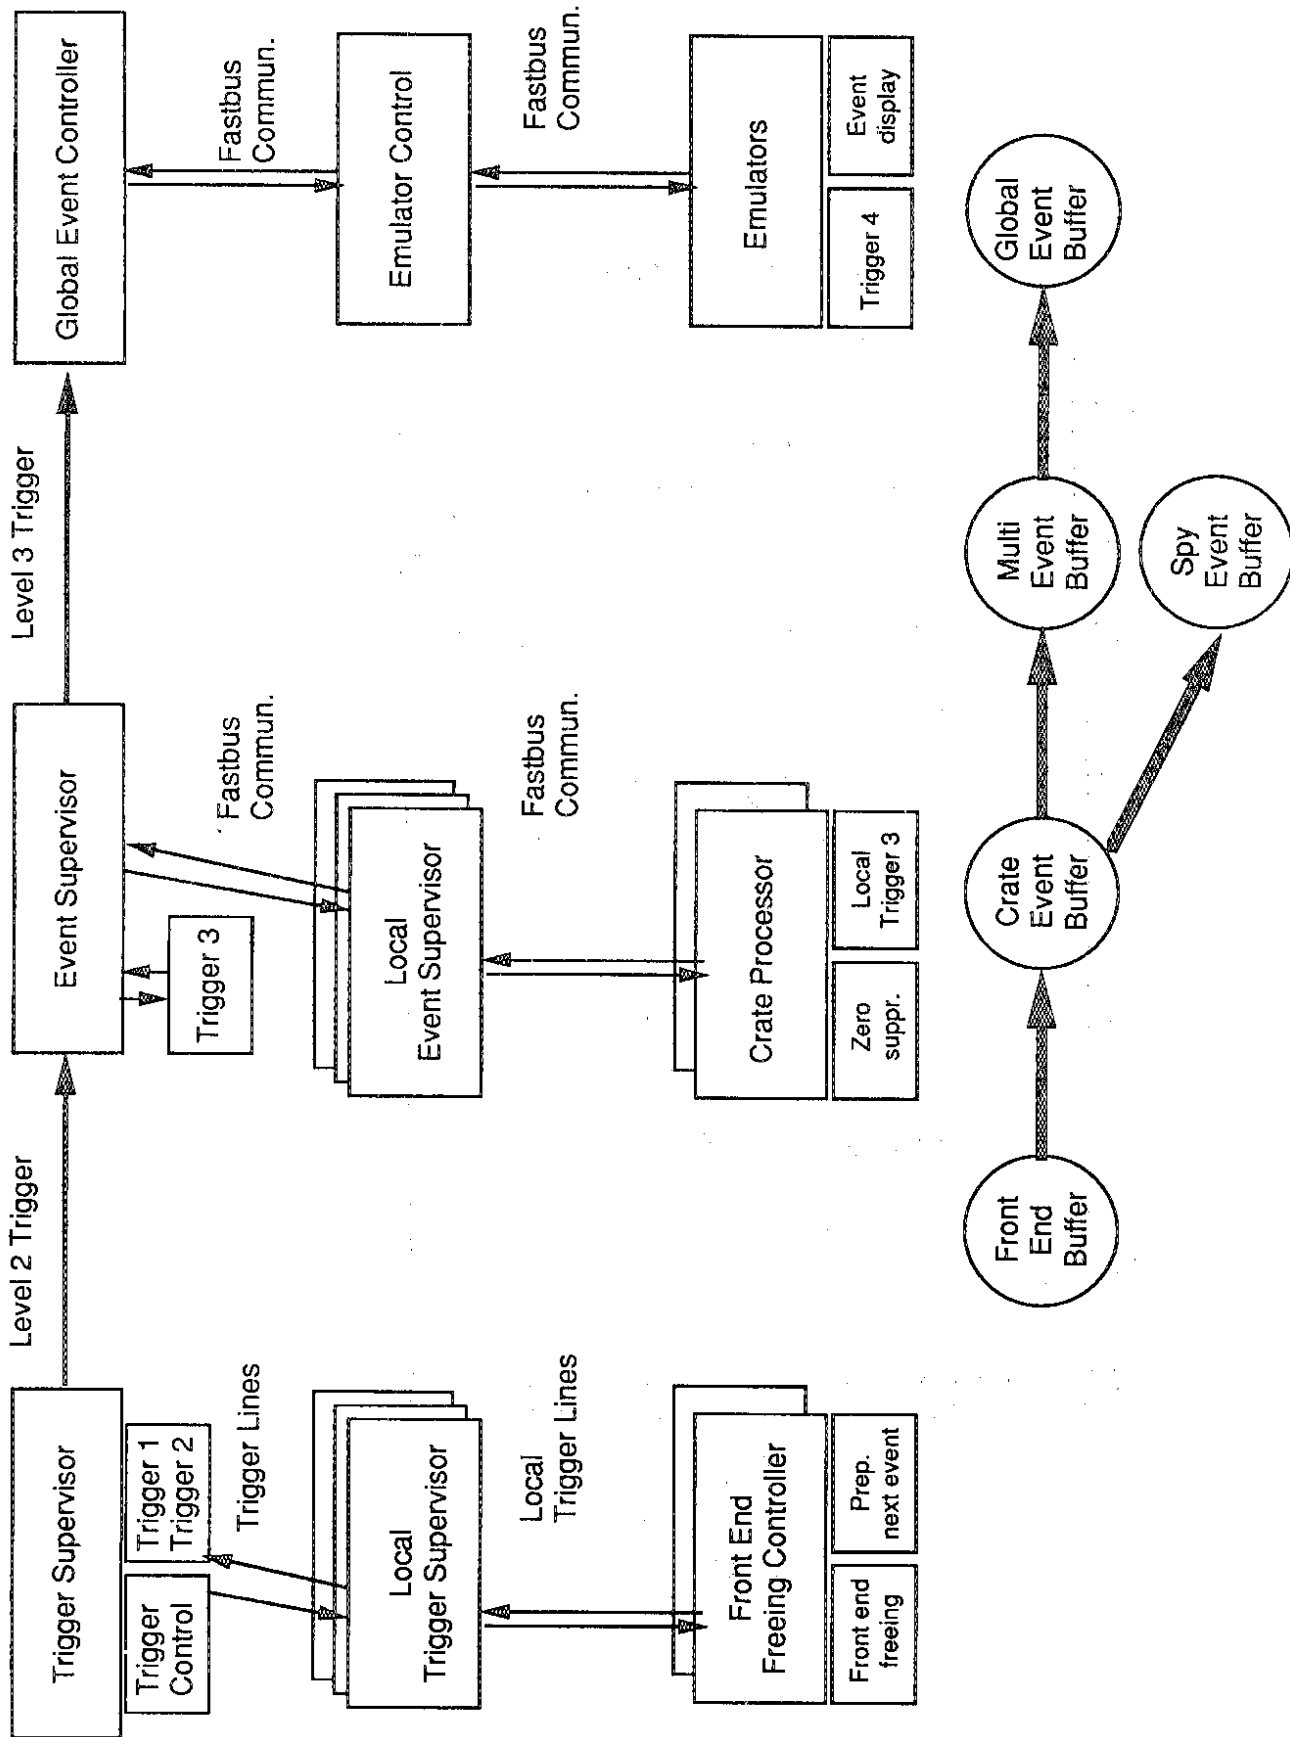 Trigger Supervisor
Level 2 Trigger
Event Supervisor
Level 3 Trigger
Global Event Controller
Trigger
Control
Trigger 1
Trigger 2
Trigger Lines
Trigger 3
Fastbus
Commun.
Fastbus
Commun.
Local
Trigger Supervisor
Local
Event Supervisor
Emulator Control
Local
Trigger Lines
Fastbus
Commun.
Fastbus
Commun.
Front End
Freeing Controller
Crate Processor
Emulators
Front end
freeing
Prep.
next event
Zero
suppr.
Local
Trigger 3
Trigger 4
Event
display
Front
End
Buffer
Crate
Event
Buffer
Multi
Event
Buffer
Global
Event
Buffer
Spy
Event
Buffer